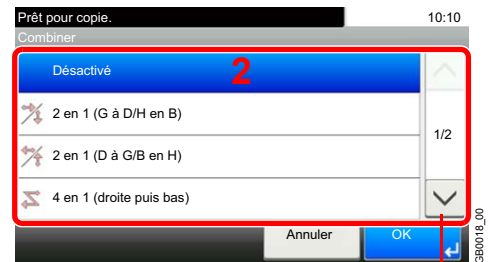 Prêt pour copie. 10:10
Combiner
Désactivé 2
2 en 1 (G à D/H en B)
2 en 1 (D à G/B en H)
1/2
4 en 1 (droite puis bas)
Annuler OK
GB0018_00